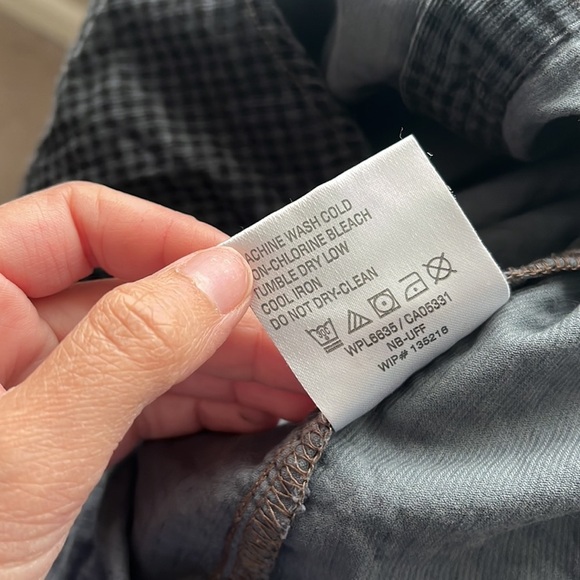 ACHINE WASH COLD
ON-CHLORINE BLEACH
TUMBLE DRY LOW
COOL IRON
DO NOT DRY-CLEAN
WPL6635 / CA05331
NB-UFF
WIP# 135216